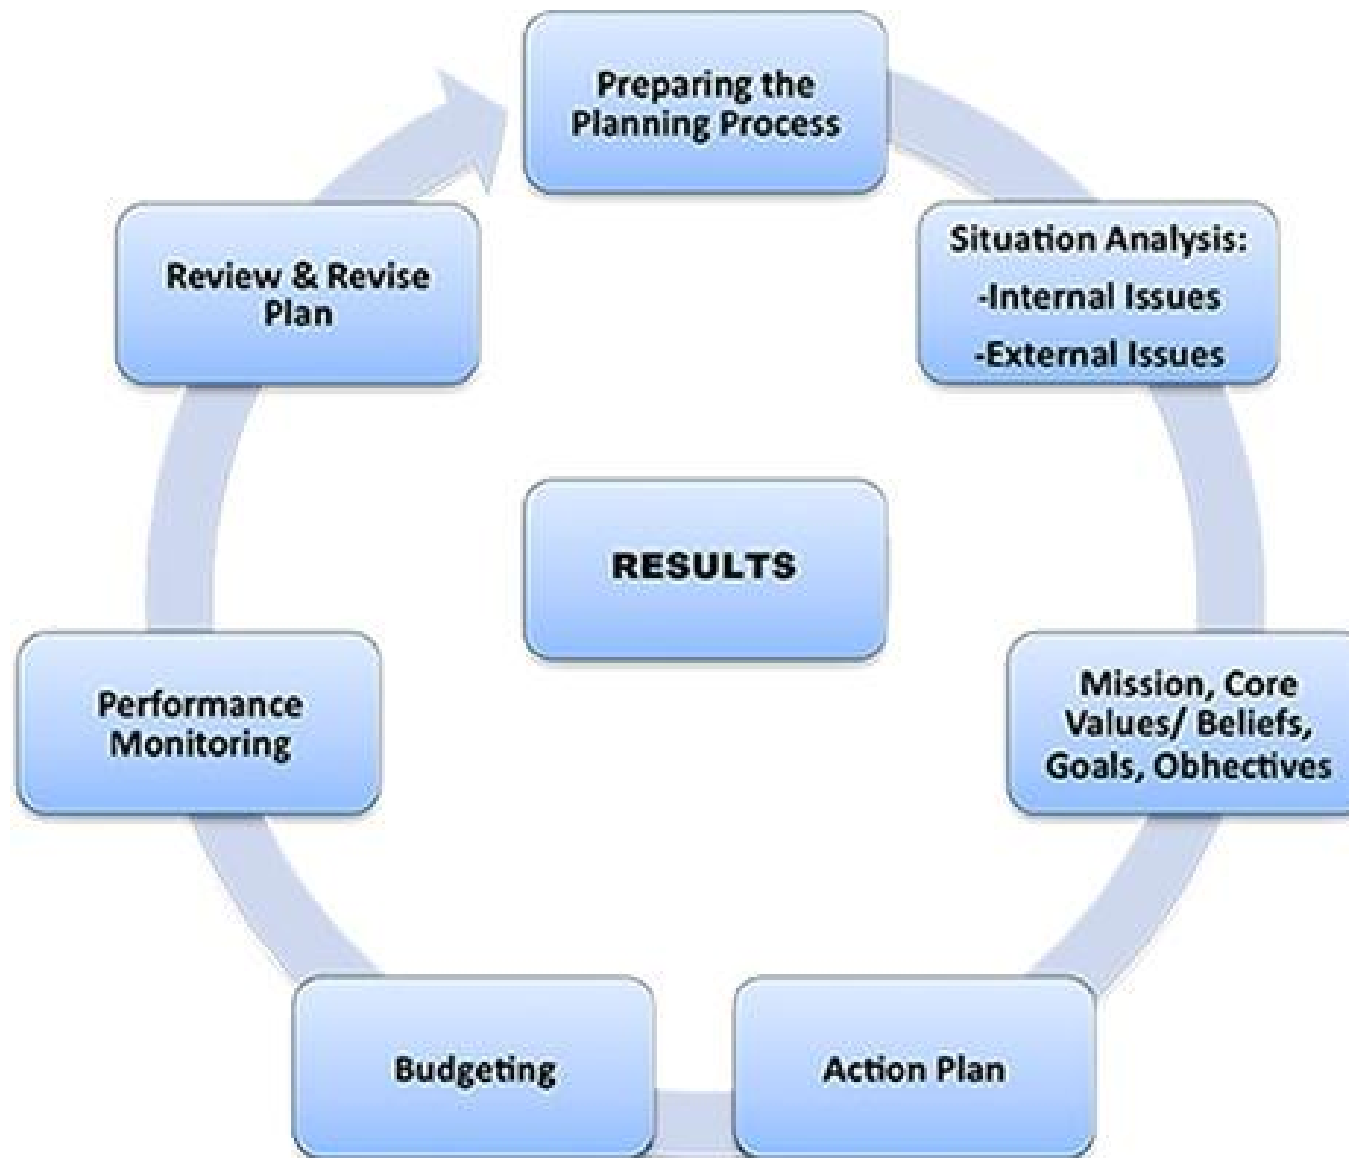 Preparing the
Planning Process
Situation Analysis:
-Internal Issues
-External Issues
Mission, Core
Values/ Beliefs,
Goals, Obhectives
Action Plan
Budgeting
Performance
Monitoring
Review & Revise
Plan
RESULTS